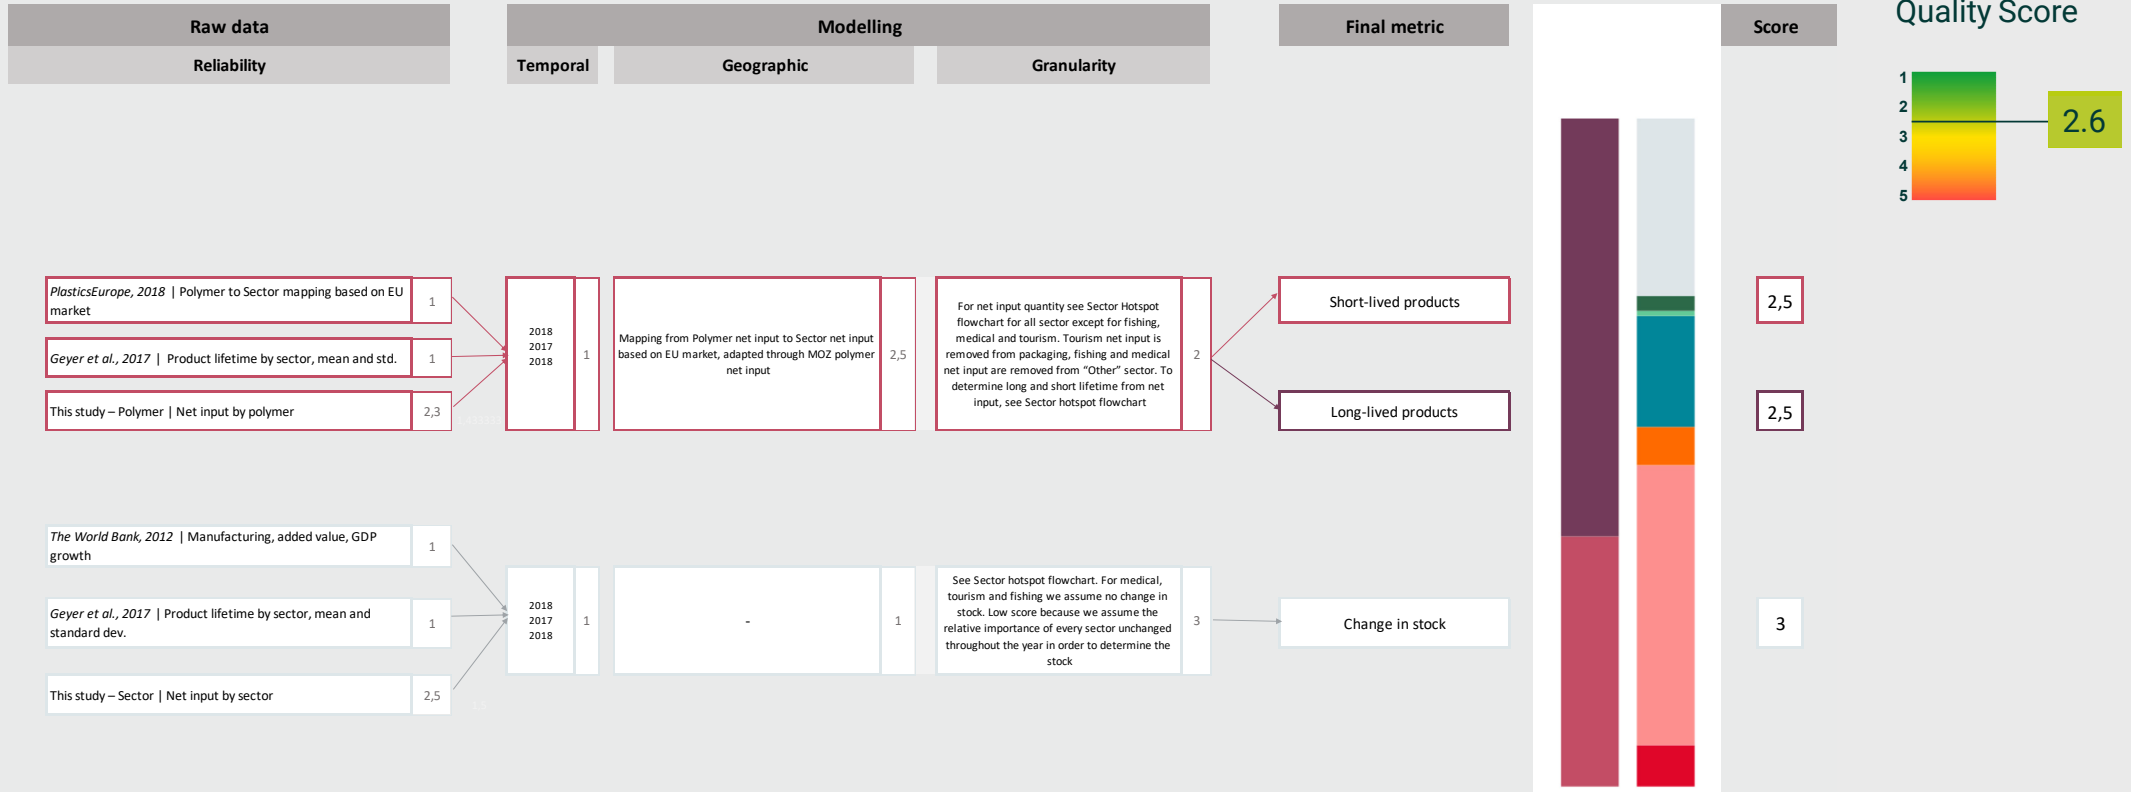 Raw data
Modelling
Final metric
Score
Quality Score
Reliability
Temporal
Geographic
Granularity
1
2
3
4
5
2.6
PlasticsEurope, 2018 | Polymer to Sector mapping based on EU
market
1
Geyer et al., 2017 | Product lifetime by sector, mean and std.
1
This study – Polymer | Net input by polymer
2,3
2018
2017
2018
1
Mapping from Polymer net input to Sector net input
based on EU market, adapted through MOZ polymer
net input
2,5
For net input quantity see Sector Hotspot
flowchart for all sector except for fishing,
medical and tourism. Tourism net input is
removed from packaging, fishing and medical
net input are removed from “Other” sector. To
determine long and short lifetime from net
input, see Sector hotspot flowchart
2
Short-lived products
2,5
Long-lived products
2,5
The World Bank, 2012 | Manufacturing, added value, GDP
growth
1
Geyer et al., 2017 | Product lifetime by sector, mean and
standard dev.
1
This study – Sector | Net input by sector
2,5
2018
2017
2018
1
-
1
See Sector hotspot flowchart. For medical,
tourism and fishing we assume no change in
stock. Low score because we assume the
relative importance of every sector unchanged
throughout the year in order to determine the
stock
3
Change in stock
3